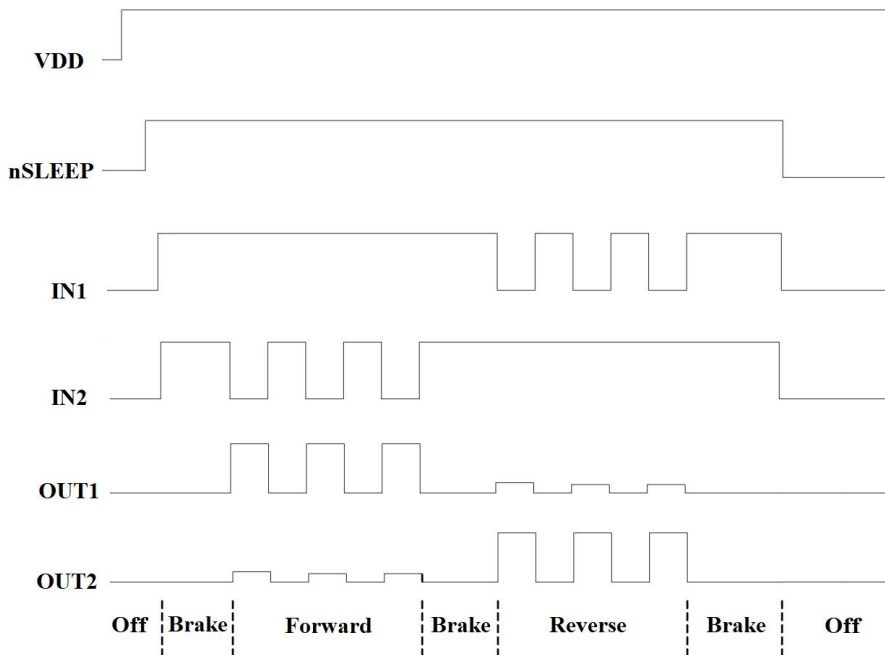 VDD
nSLEEP
IN1
IN2
OUT1
OUT2
Off Brake Forward Brake Reverse Brake Off